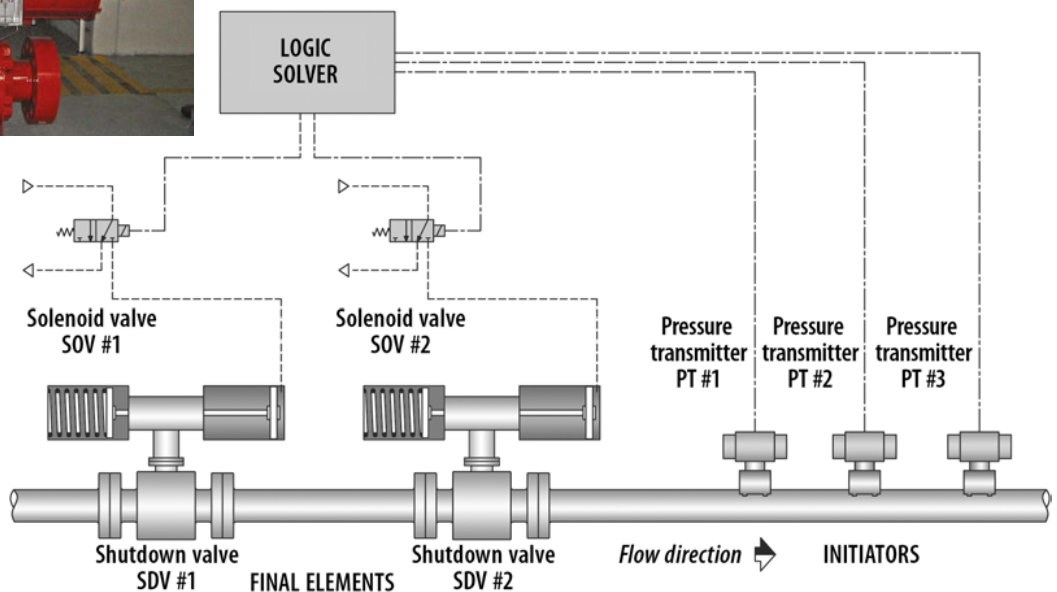 LOGIC
SOLVER
Solenoid valve
SOV #1
Solenoid valve
SOV #2
Pressure
transmitter
PT #1
Pressure
transmitter
PT #2
Pressure
transmitter
PT #3
Shutdown valve
SDV #1
FINAL ELEMENTS
Shutdown valve
SDV #2
Flow direction
INITIATORS